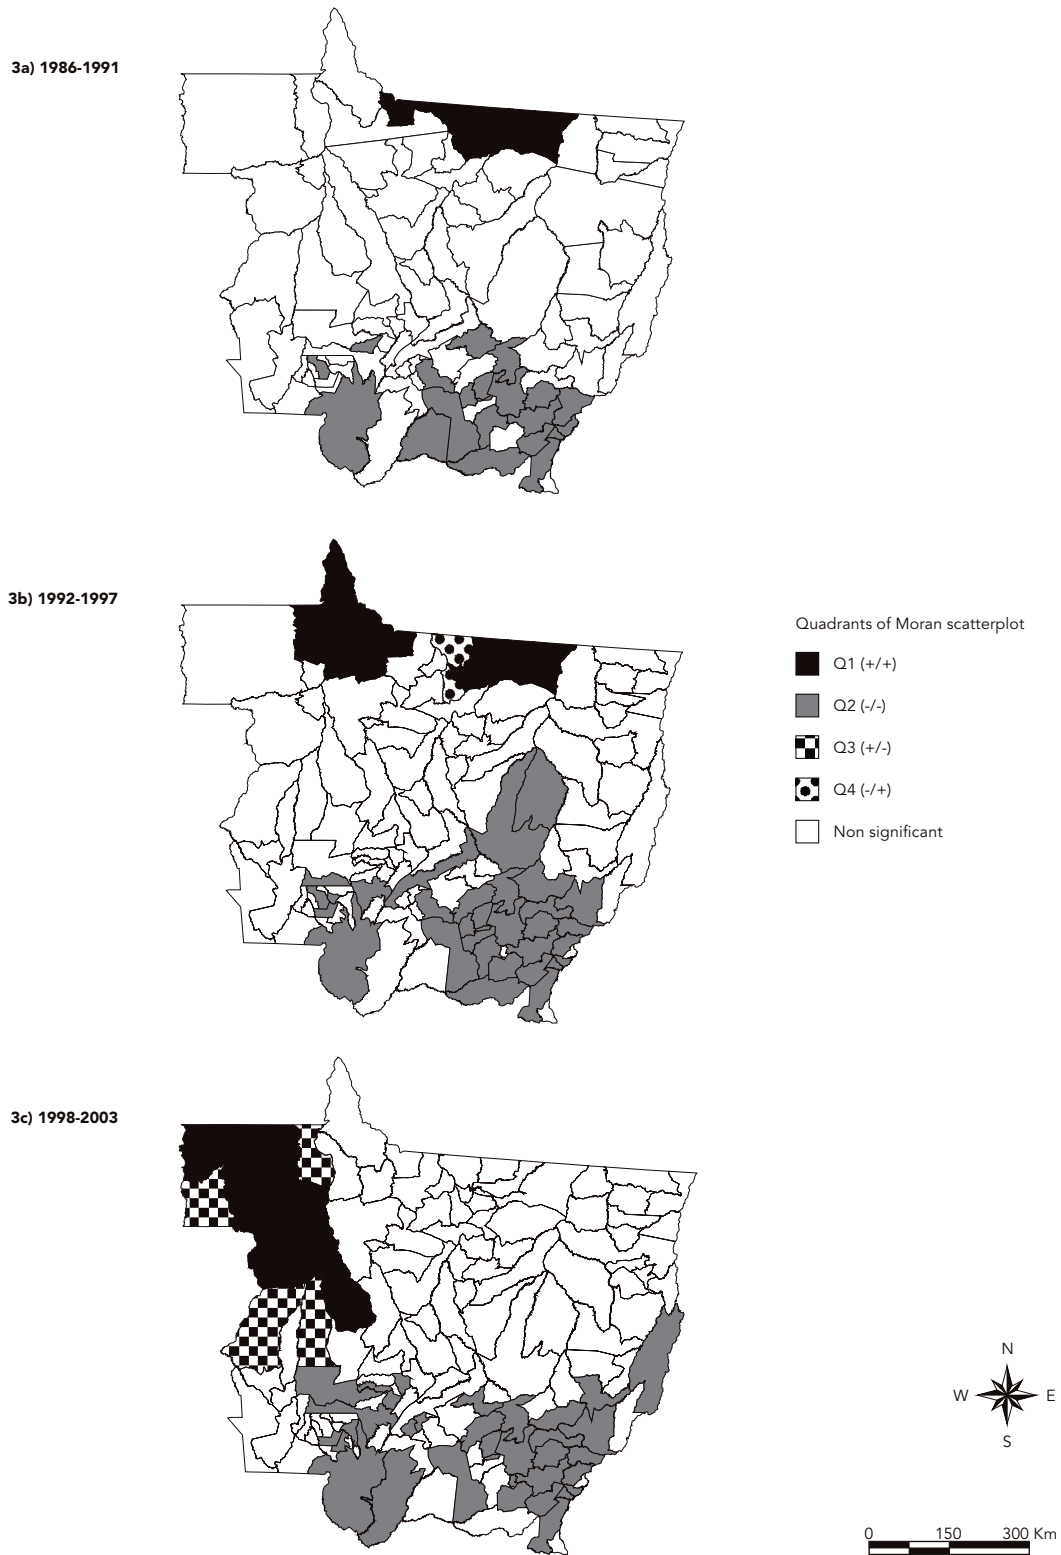 3a) 1986-1991
3b) 1992-1997
Quadrants of Moran scatterplot
Q1 (+/+)
Q2 (-/-)
Q3 (+/-)
Q4 (-/+)
Non significant
3c) 1998-2003
N
W E
S
0 150 300 Km